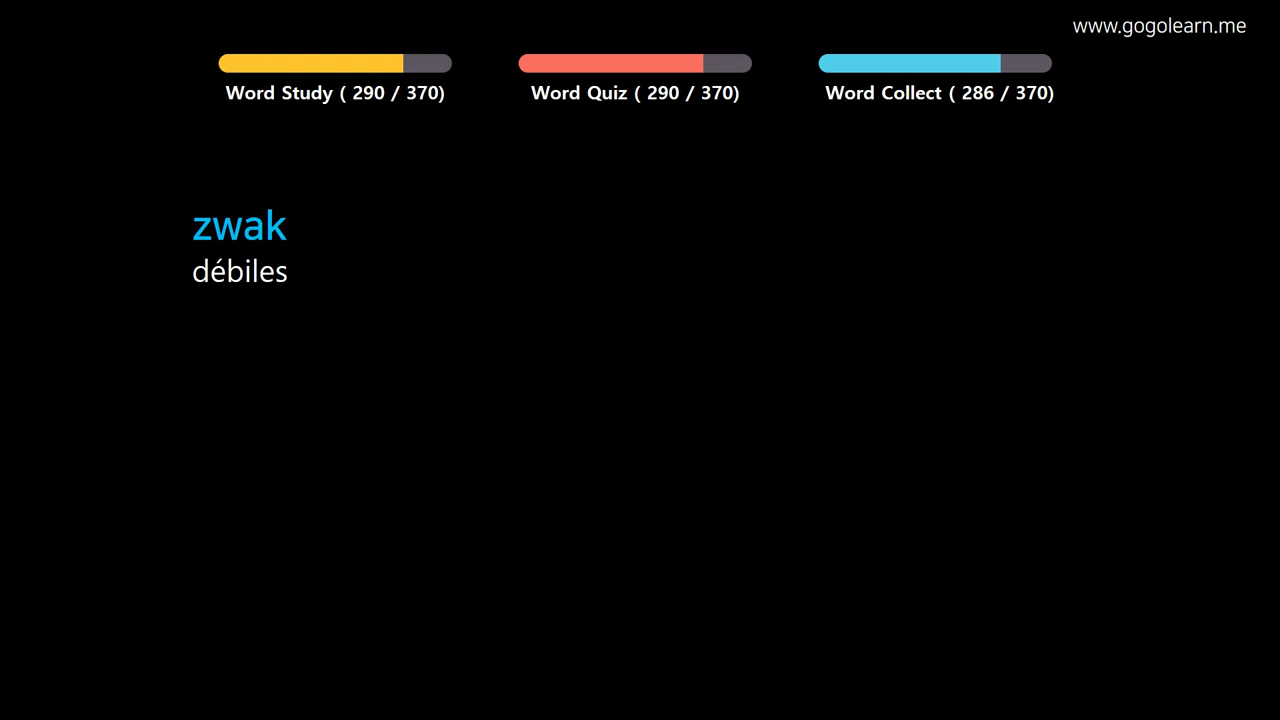 www.gogolearn.me
Word Study ( 290 / 370)
Word Quiz ( 290 / 370)
Word Collect ( 286 / 370)
zwak
débiles